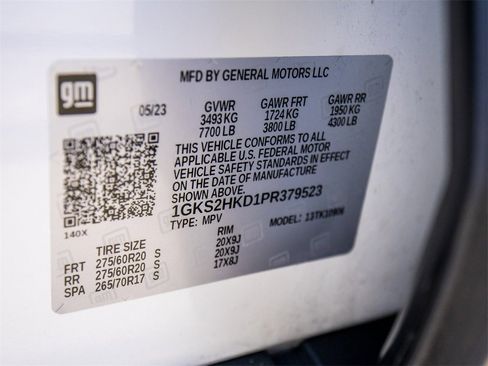 MFD BY GENERAL MOTORS LLC
gm
05/23 GVWR GAWR FRT GAWR RR
3493 KG 1724 KG 1950 KG
7700 LB 3800 LB 4300 LB
THIS VEHICLE CONFORMS TO ALL
APPLICABLE U.S. FEDERAL MOTOR
VEHICLE SAFETY STANDARDS IN EFFECT
ON THE DATE OF MANUFACTURE
SHOWN ABOVE.
1GKS2HKD1PR379523
140X TYPE: MPV MODEL:
TIRE SIZE RIM
FRT 275/60R20 S 20X9J
RR 275/60R20 S 20X9J
SPA 265/70R17 S 17X8J